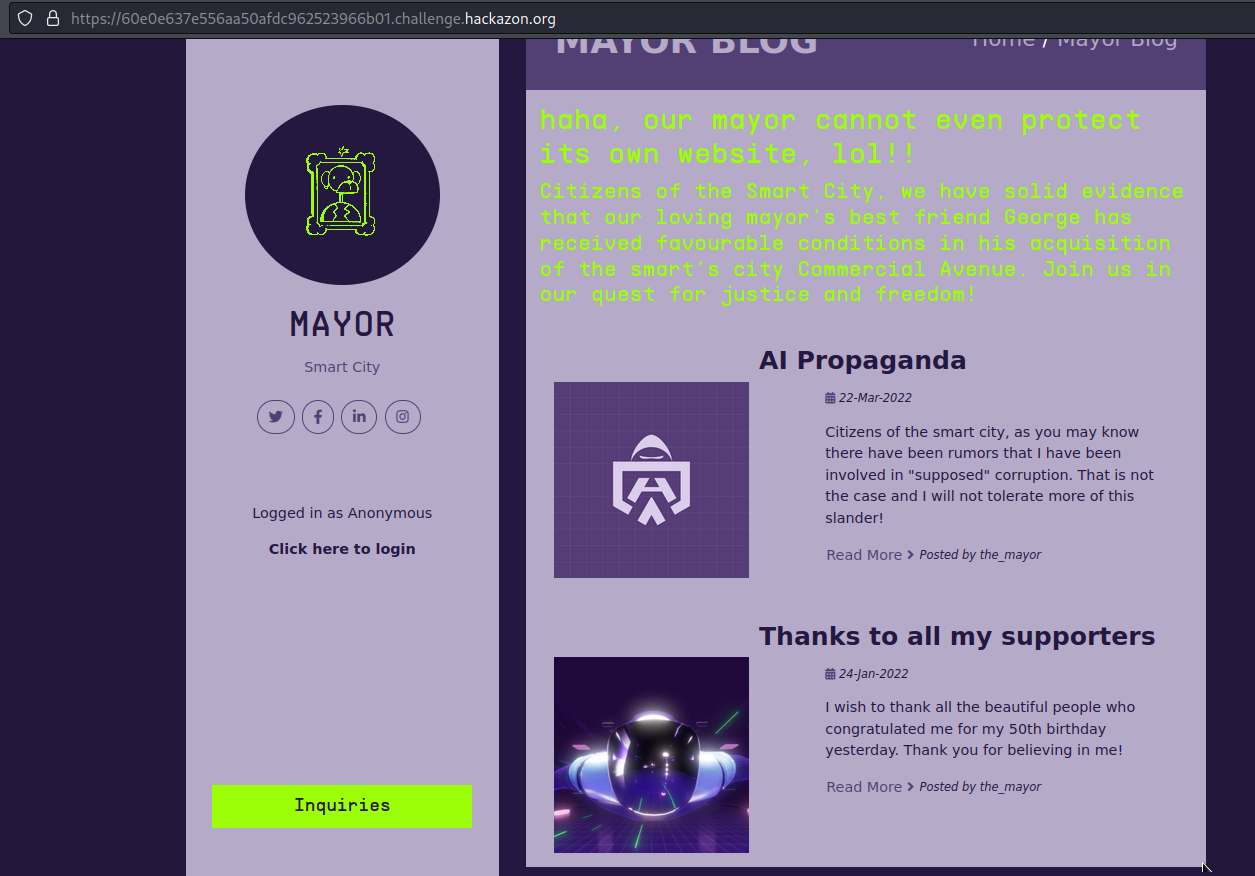 https://60e0e637e556aa50afdc962523966b01.challenge.hackazon.org
MAYOR BLOG
Home / Mayor Blog
haha, our mayor cannot even protect
its own website, lol!!
Citizens of the Smart City, we have solid evidence
that our loving mayor's best friend George has
received favourable conditions in his acquisition
of the smart's city Commercial Avenue. Join us in
our quest for justice and freedom!
MAYOR
Smart City
Logged in as Anonymous
Click here to login
Inquiries
AI Propaganda
22-Mar-2022
Citizens of the smart city, as you may know
there have been rumors that I have been
involved in "supposed" corruption. That is not
the case and I will not tolerate more of this
slander!
Read More > Posted by the_mayor
Thanks to all my supporters
24-Jan-2022
I wish to thank all the beautiful people who
congratulated me for my 50th birthday
yesterday. Thank you for believing in me!
Read More > Posted by the_mayor